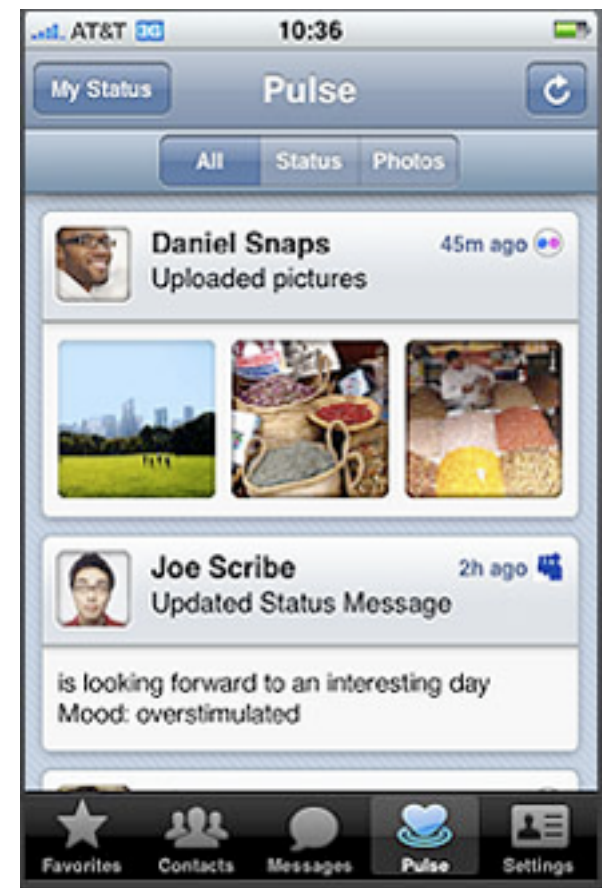 AT&T 3G 10:36
My Status Pulse
All Status Photos
Daniel Snaps 45m ago
Uploaded pictures
Joe Scribe 2h ago
Updated Status Message
is looking forward to an interesting day
Mood: overstimulated
Favorites Contacts Messages Pulse Settings